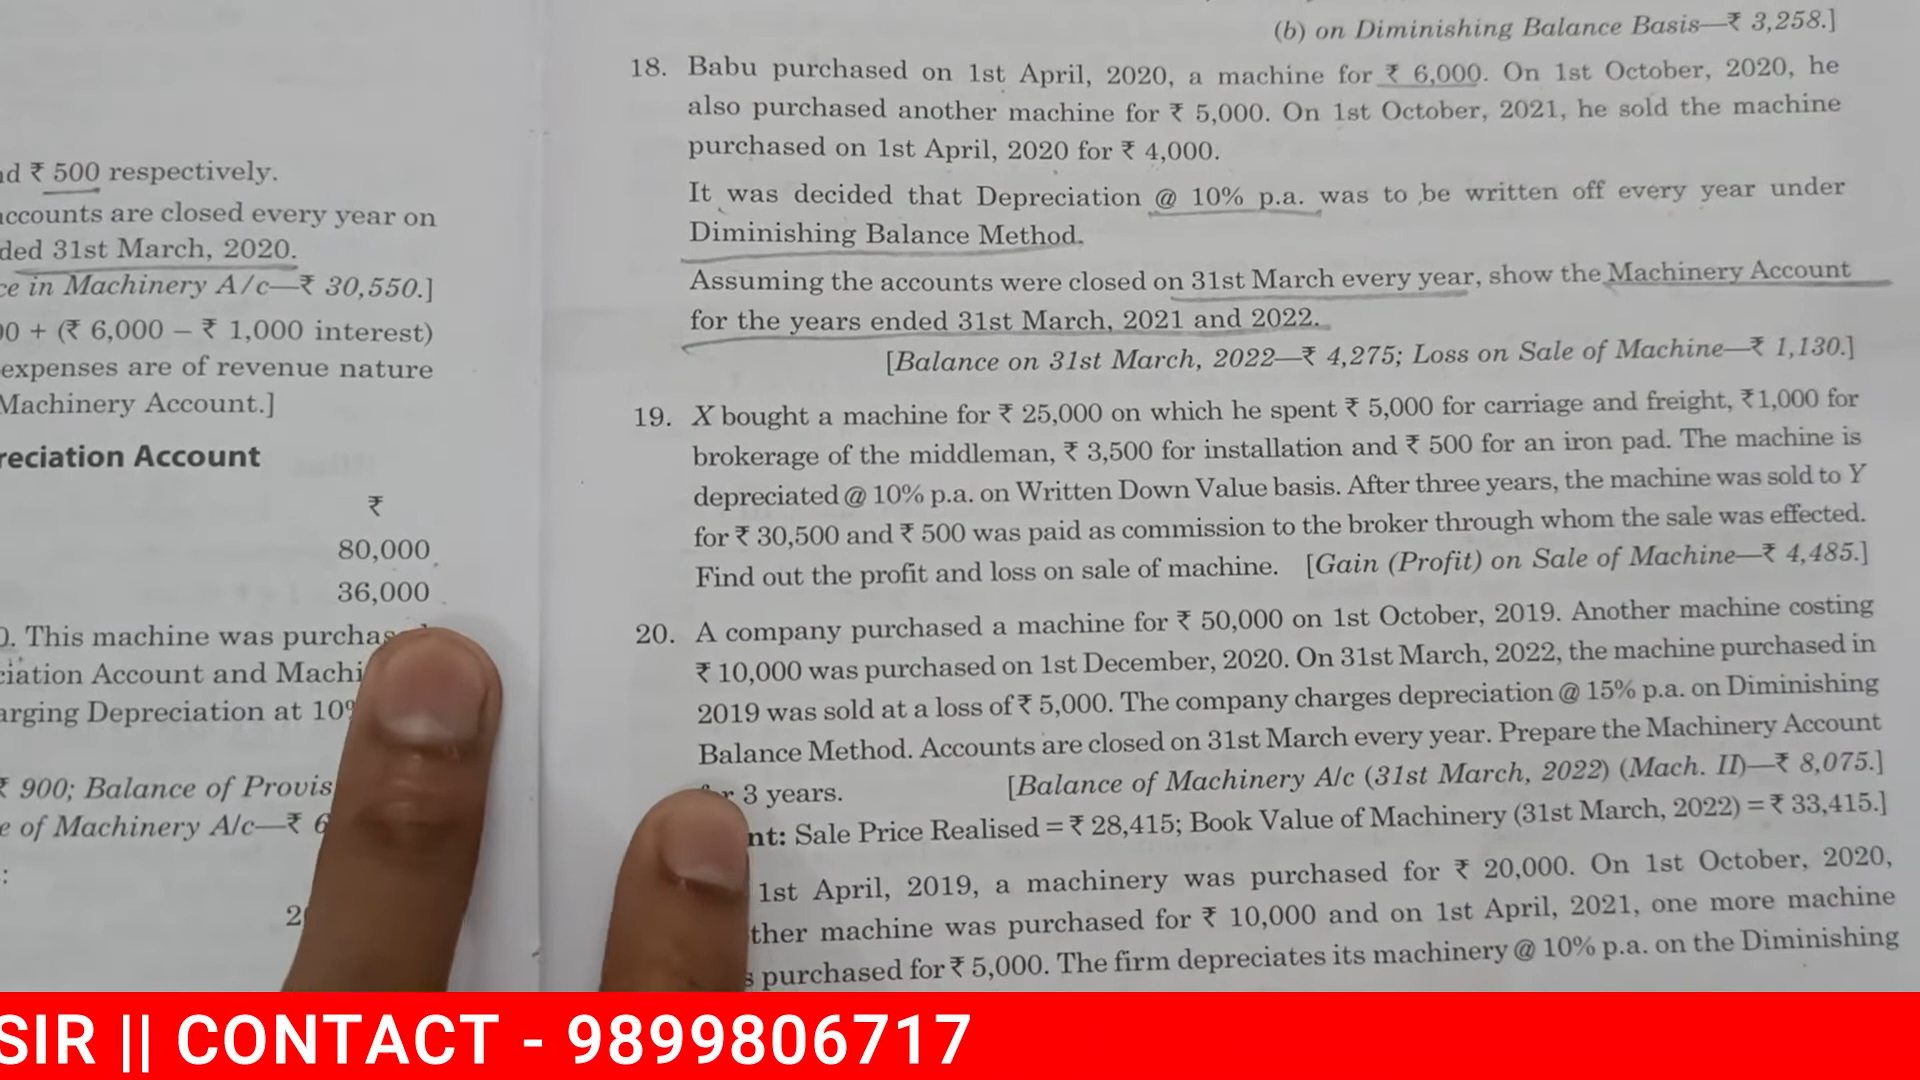 d ₹ 500 respectively.
accounts are closed every year on
ded 31st March, 2020.
ce in Machinery A/c—₹ 30,550.]
00 + (₹ 6,000 – ₹ 1,000 interest)
expenses are of revenue nature
Machinery Account.]
reciation Account
₹
80,000
36,000
0. This machine was
ciation Account and
arging Depreciation at
₹ 900; Balance of
e of Machinery A/c—₹
:
(b) on Diminishing Balance Basis—₹ 3,258.]
18. Babu purchased on 1st April, 2020, a machine for ₹ 6,000. On 1st October, 2020, he
also purchased another machine for ₹ 5,000. On 1st October, 2021, he sold the machine
purchased on 1st April, 2020 for ₹ 4,000.
It was decided that Depreciation @ 10% p.a. was to be written off every year under
Diminishing Balance Method.
Assuming the accounts were closed on 31st March every year, show the Machinery Account
for the years ended 31st March, 2021 and 2022.
[Balance on 31st March, 2022—₹ 4,275; Loss on Sale of Machine—₹ 1,130.]
19. X bought a machine for ₹ 25,000 on which he spent ₹ 5,000 for carriage and freight, ₹ 1,000 for
brokerage of the middleman, ₹ 3,500 for installation and ₹ 500 for an iron pad. The machine is
depreciated @ 10% p.a. on Written Down Value basis. After three years, the machine was sold to Y
for ₹ 30,500 and ₹ 500 was paid as commission to the broker through whom the sale was effected.
Find out the profit and loss on sale of machine. [Gain (Profit) on Sale of Machine—₹ 4,485.]
20. A company purchased a machine for ₹ 50,000 on 1st October, 2019. Another machine costing
₹ 10,000 was purchased on 1st December, 2020. On 31st March, 2022, the machine purchased in
2019 was sold at a loss of ₹ 5,000. The company charges depreciation @ 15% p.a. on Diminishing
Balance Method. Accounts are closed on 31st March every year. Prepare the Machinery Account
3 years. [Balance of Machinery A/c (31st March, 2022) (Mach. II)—₹ 8,075.]
nt: Sale Price Realised = ₹ 28,415; Book Value of Machinery (31st March, 2022) = ₹ 33,415.]
1st April, 2019, a machinery was purchased for ₹ 20,000. On 1st October, 2020,
ther machine was purchased for ₹ 10,000 and on 1st April, 2021, one more machine
s purchased for ₹ 5,000. The firm depreciates its machinery @ 10% p.a. on the Diminishing
SIR || CONTACT - 9899806717